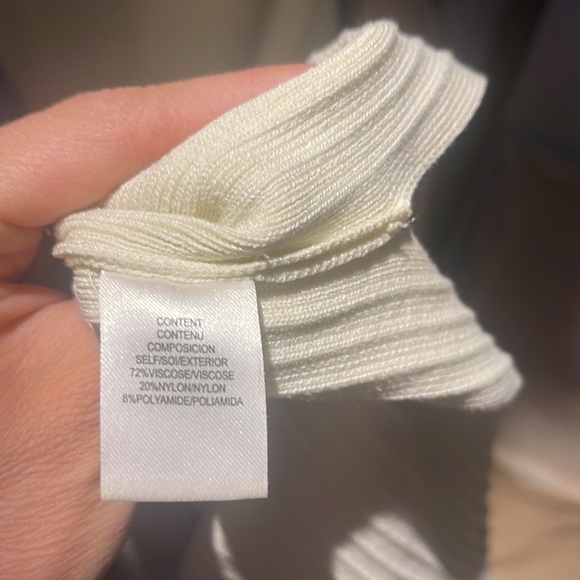 CONTENT
CONTENU
COMPOSICION
SELF/SOI/EXTERIOR
72%VISCOSE/VISCOSE
20%NYLON/NYLON
8%POLYAMIDE/POLIAMIDA